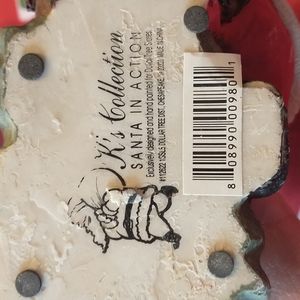 K's Collection
SANTA IN ACTION
Exclusively designed and hand painted for Dollar Tree Stores
DOLLAR TREE DIST., CHESAPEAKE, MADE IN CHINA
8 08990 00980 1